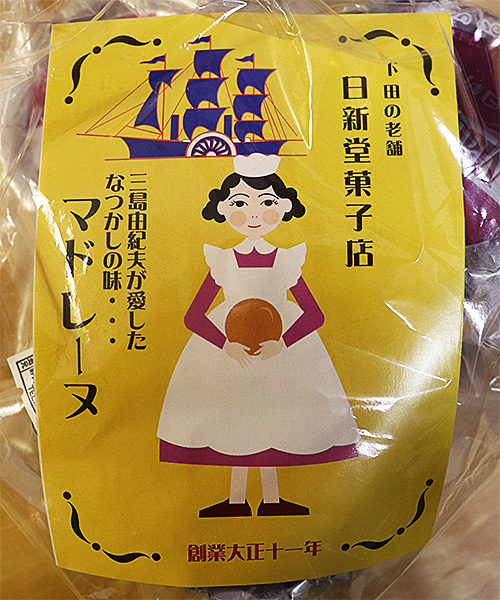 下田の老舗
日新堂菓子店
三島由紀夫が愛した
なつかしの味・・・
マドレーヌ
創業大正十一年